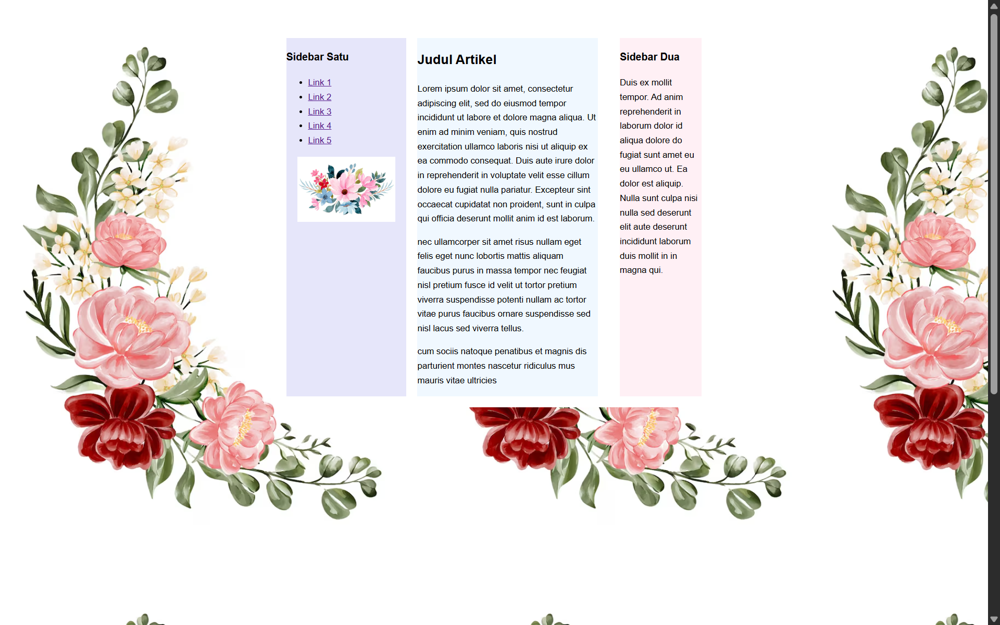 Sidebar Satu
Link 1
Link 2
Link 3
Link 4
Link 5
Judul Artikel
Lorem ipsum dolor sit amet, consectetur
adipiscing elit, sed do eiusmod tempor
incididunt ut labore et dolore magna aliqua. Ut
enim ad minim veniam, quis nostrud
exercitation ullamco laboris nisi ut aliquip ex
ea commodo consequat. Duis aute irure dolor
in reprehenderit in voluptate velit esse cillum
dolore eu fugiat nulla pariatur. Excepteur sint
occaecat cupidatat non proident, sunt in culpa
qui officia deserunt mollit anim id est laborum.
nec ullamcorper sit amet risus nullam eget
felis eget nunc lobortis mattis aliquam
faucibus purus in massa tempor nec feugiat
nisl pretium fusce id velit ut tortor pretium
viverra suspendisse potenti nullam ac tortor
vitae purus faucibus ornare suspendisse sed
nisl lacus sed viverra tellus.
cum sociis natoque penatibus et magnis dis
parturient montes nascetur ridiculus mus
mauris vitae ultricies
Sidebar Dua
Duis ex mollit
tempor. Ad anim
reprehenderit in
laborum dolor id
aliqua dolore do
fugiat sunt amet eu
eu ullamco ut. Ea
dolor est aliquip.
Nulla sunt culpa nisi
nulla sed deserunt
elit aute deserunt
incididunt laborum
duis mollit in in
magna qui.